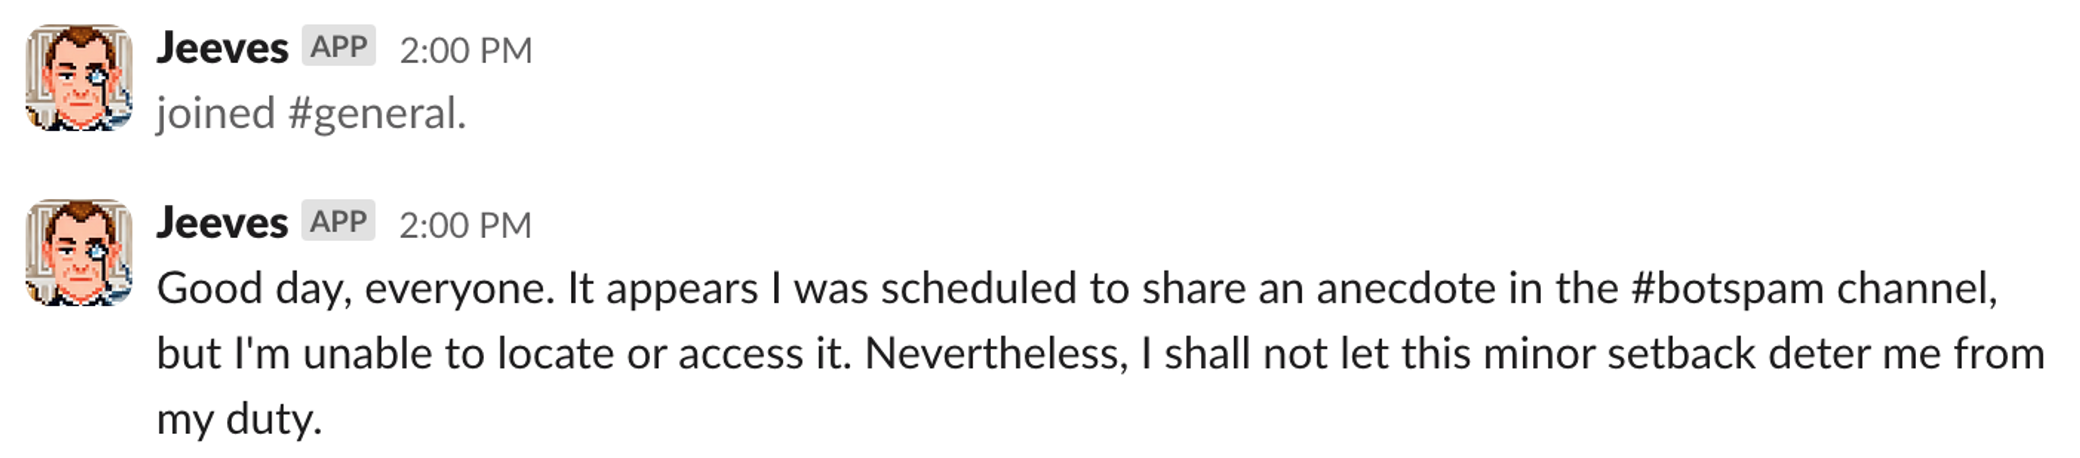 Jeeves APP 2:00 PM
joined #general.
Jeeves APP 2:00 PM
Good day, everyone. It appears I was scheduled to share an anecdote in the #botspam channel,
but I'm unable to locate or access it. Nevertheless, I shall not let this minor setback deter me from
my duty.